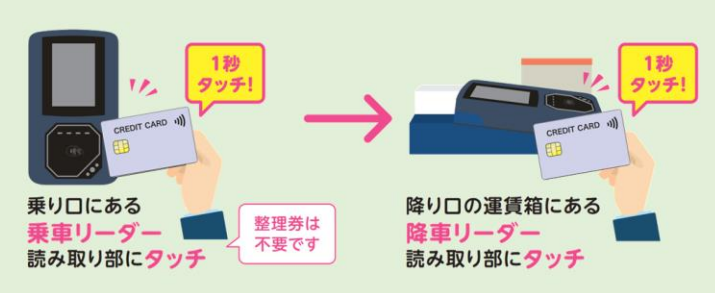 1秒
タッチ!
CREDIT CARD
乗り口にある
乗車リーダー
読み取り部にタッチ
整理券は
不要です
1秒
タッチ!
CREDIT CARD
降り口の運賃箱にある
降車リーダー
読み取り部にタッチ